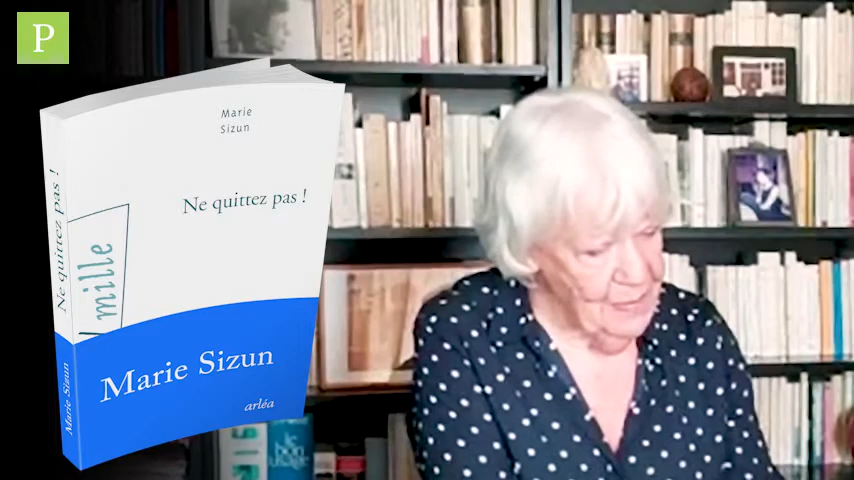 P
Marie
Sizun
Ne quittez pas !
Ne quittez pas !
mille
Marie Sizun
arléa
Marie Sizun
le bon
usage